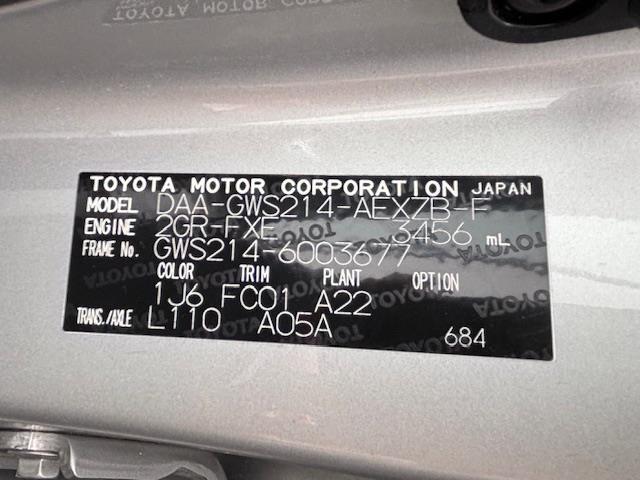 TOYOTA MOTOR CORPORATION JAPAN
MODEL DAA-GWS214-AEXZB-F
ENGINE 2GR-FXE 3456 mL
FRAME No. GWS214-6003677
COLOR TRIM PLANT OPTION
1J6 FC01 A22
TRANS./AXLE L110 A05A
684